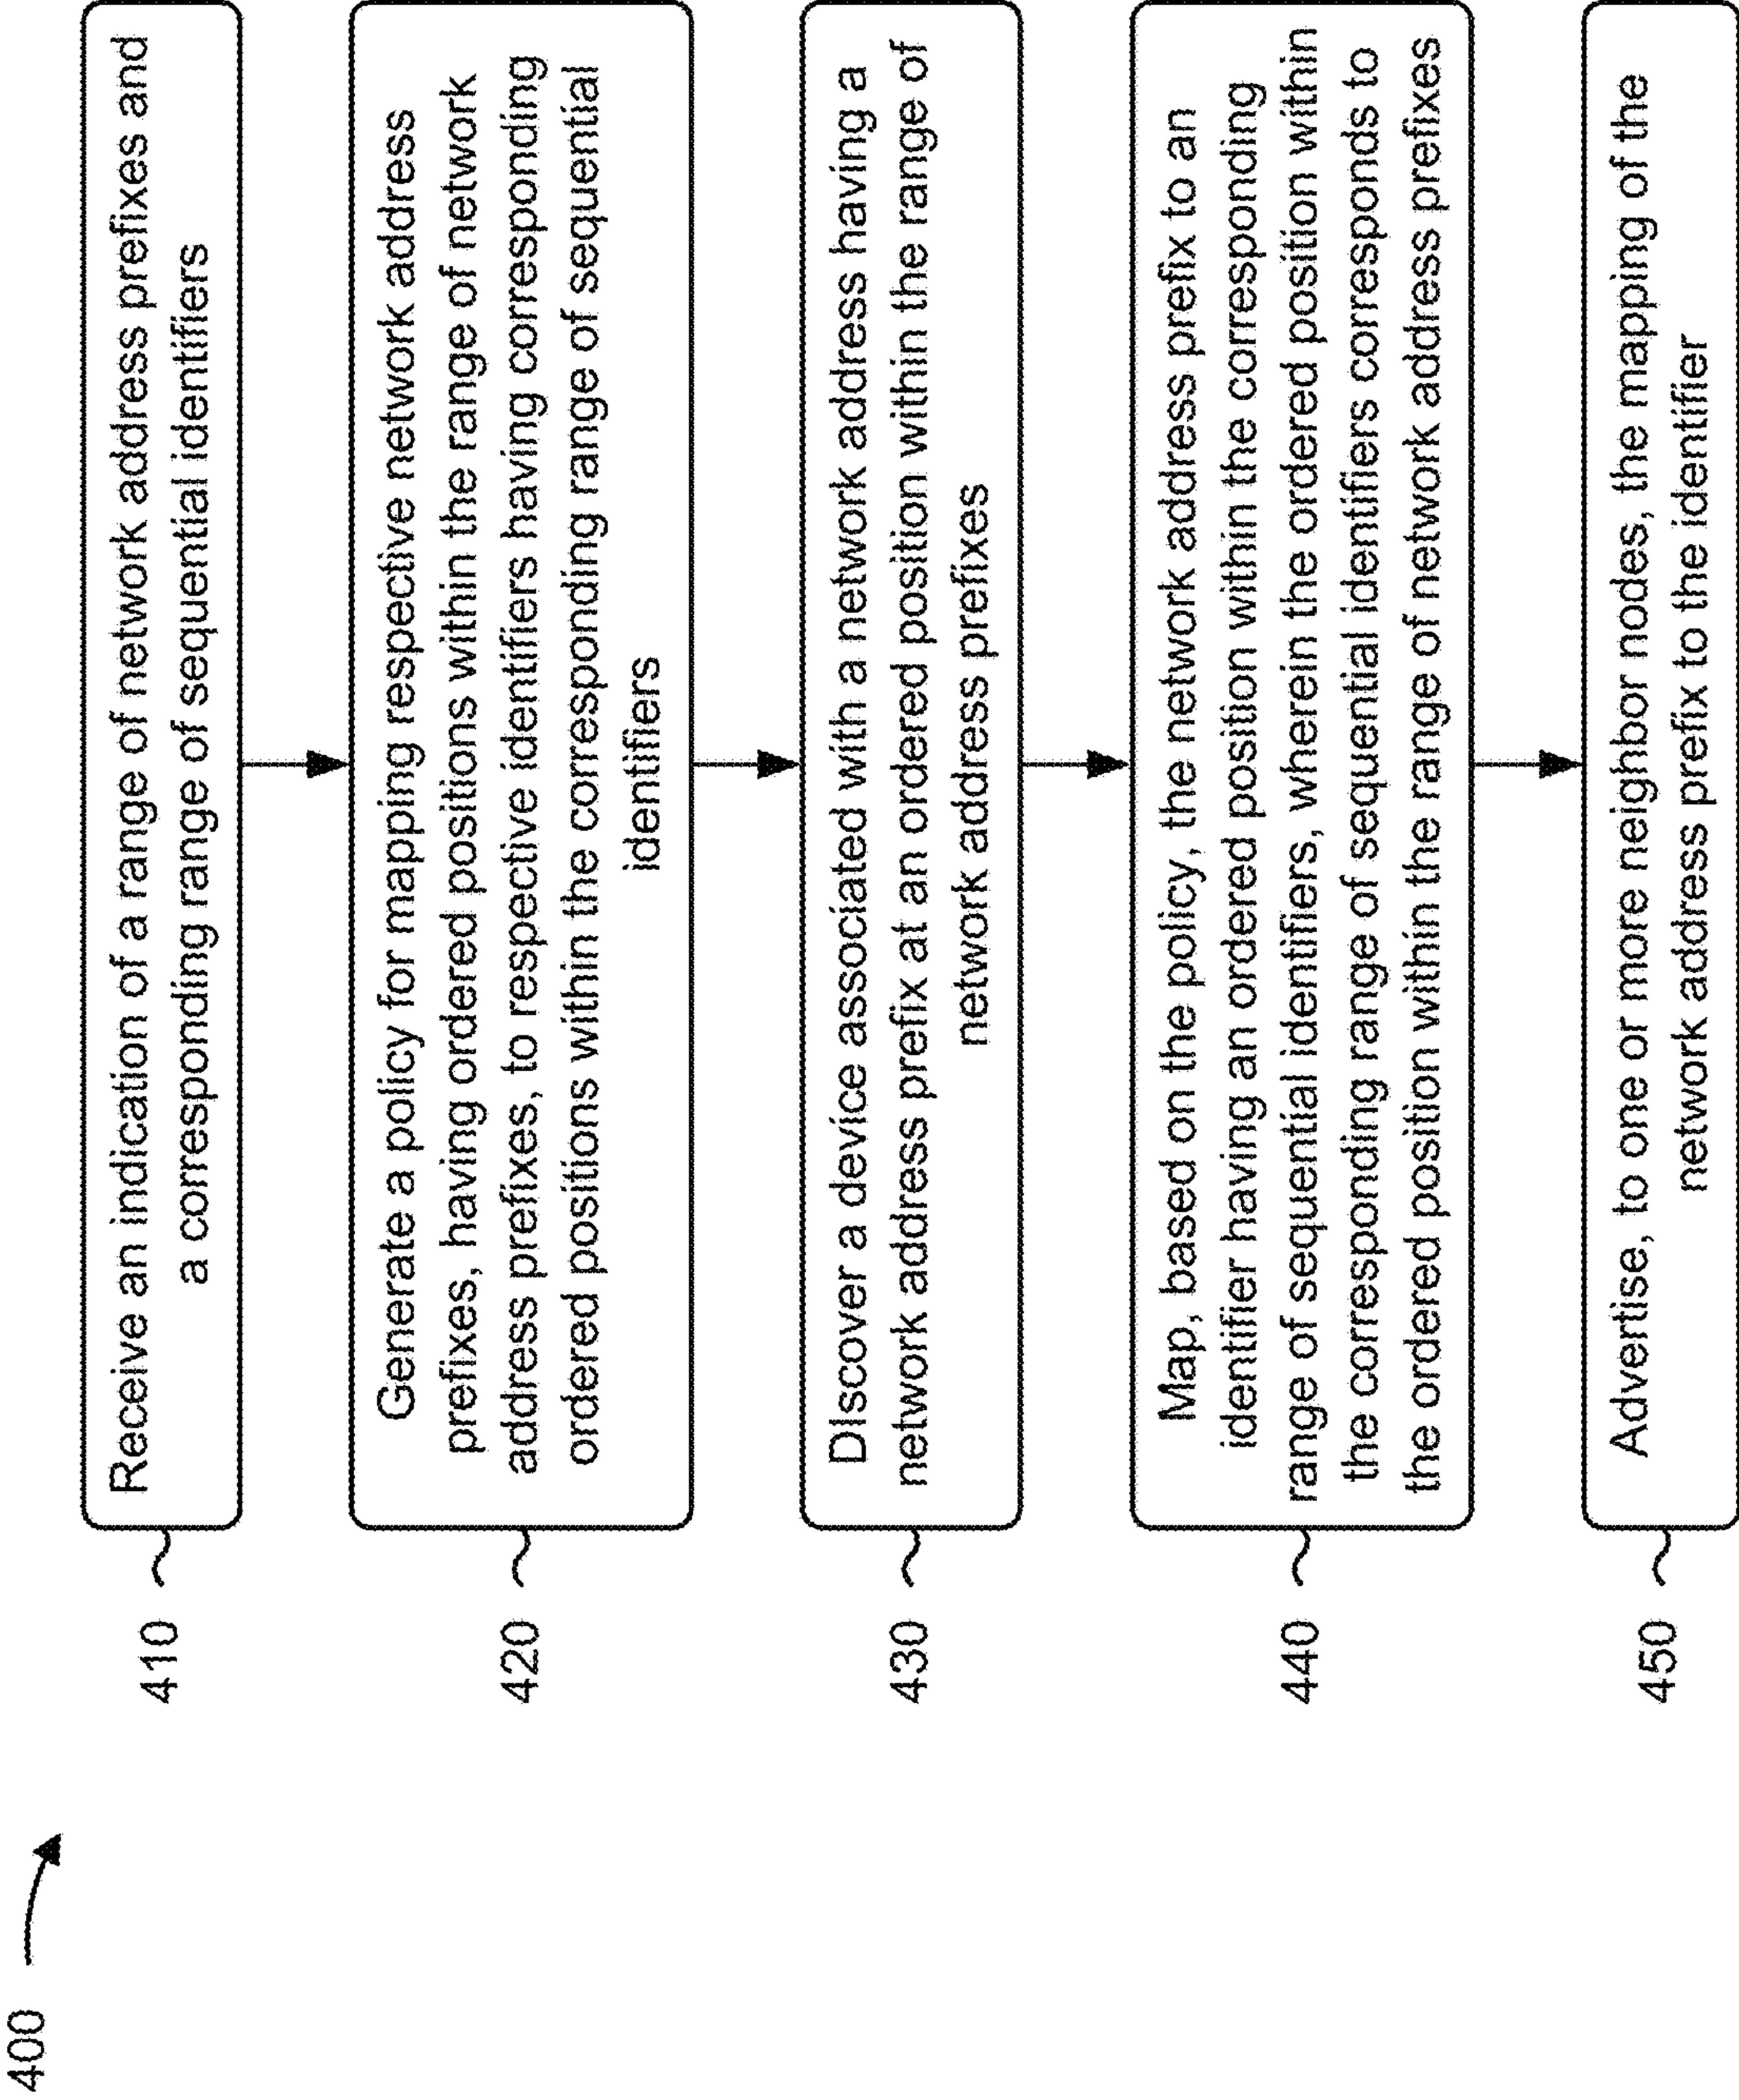 400
410
Receive an indication of a range of network address prefixes and
a corresponding range of sequential identifiers
420
Generate a policy for mapping respective network address
prefixes, having ordered positions within the range of network
address prefixes, to respective identifiers having corresponding
ordered positions within the corresponding range of sequential
identifiers
430
Discover a device associated with a network address having a
network address prefix at an ordered position within the range of
network address prefixes
440
Map, based on the policy, the network address prefix to an
identifier having an ordered position within the corresponding
range of sequential identifiers, wherein the ordered position within
the corresponding range of sequential identifiers corresponds to
the ordered position within the range of network address prefixes
450
Advertise, to one or more neighbor nodes, the mapping of the
network address prefix to the identifier